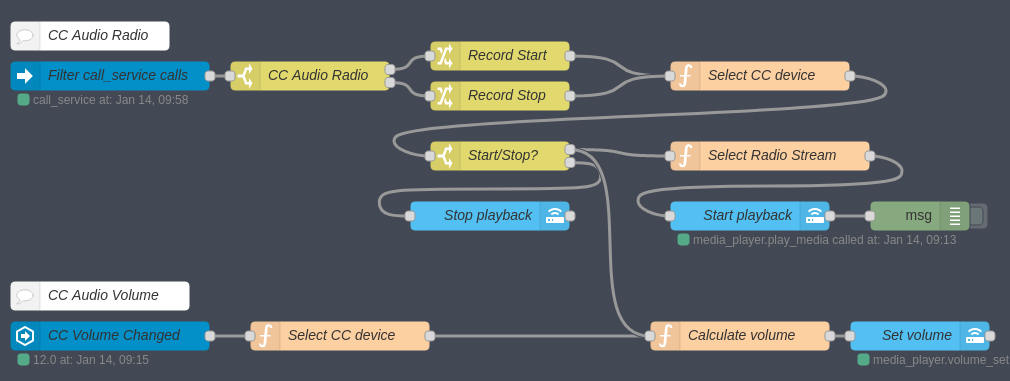 CC Audio Radio
Filter call_service calls
call_service at: Jan 14, 09:58
CC Audio Radio
Record Start
Record Stop
Select CC device
Start/Stop?
Select Radio Stream
Stop playback
Start playback
msg
media_player.play_media called at: Jan 14, 09:13
CC Audio Volume
CC Volume Changed
12.0 at: Jan 14, 09:15
Select CC device
Calculate volume
Set volume
media_player.volume_set